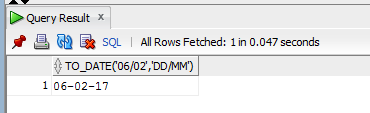 Query Result x
SQL | All Rows Fetched: 1 in 0.047 seconds
TO_DATE('06/02','DD/MM')
1 06-02-17